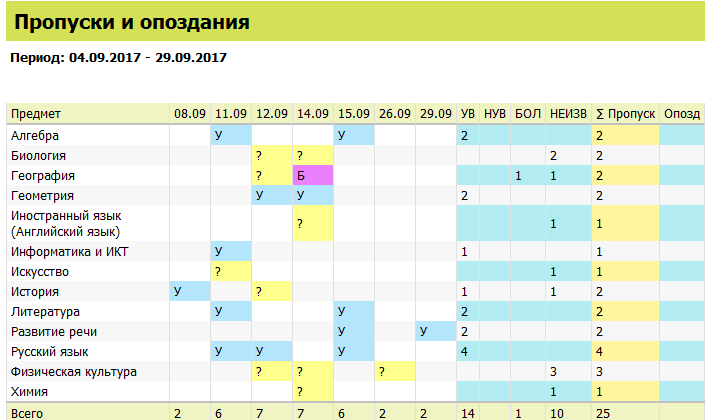 Пропуски и опоздания
Период: 04.09.2017 - 29.09.2017
Предмет 08.09 11.09 12.09 14.09 15.09 26.09 29.09 УВ НУВ БОЛ НЕИЗВ ∑ Пропуск Опозд
Алгебра У У 2 2
Биология ? ? 2 2
География ? Б 1 1 2
Геометрия У У 2 2
Иностранный язык
(Английский язык) ? 1 1
Информатика и ИКТ У 1 1
Искусство ? 1 1
История У ? 1 1 2
Литература У У 2 2
Развитие речи У У 2 2
Русский язык У У У 4 4
Физическая культура ? ? ? 3 3
Химия ? 1 1
Всего 2 6 7 7 6 2 2 14 1 10 25